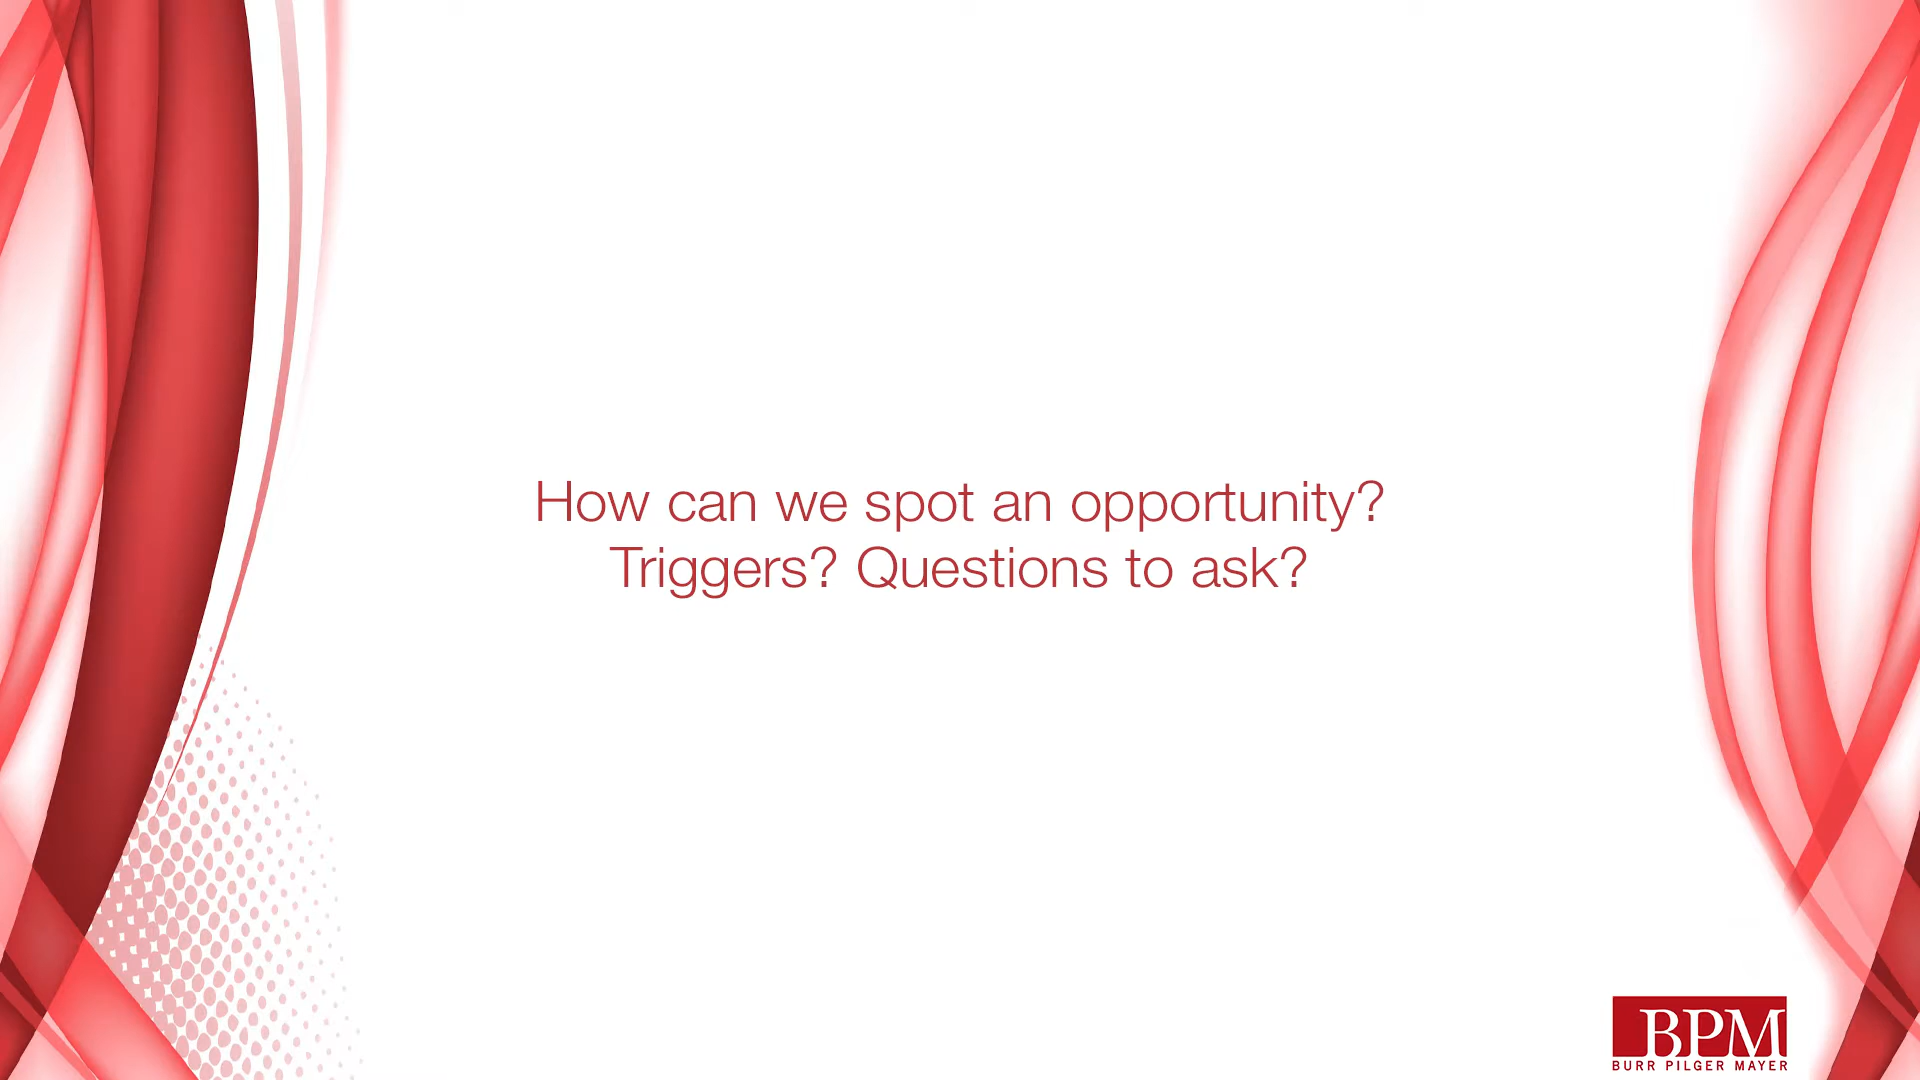 How can we spot an opportunity?
Triggers? Questions to ask?
BPM
BURR PILGER MAYER